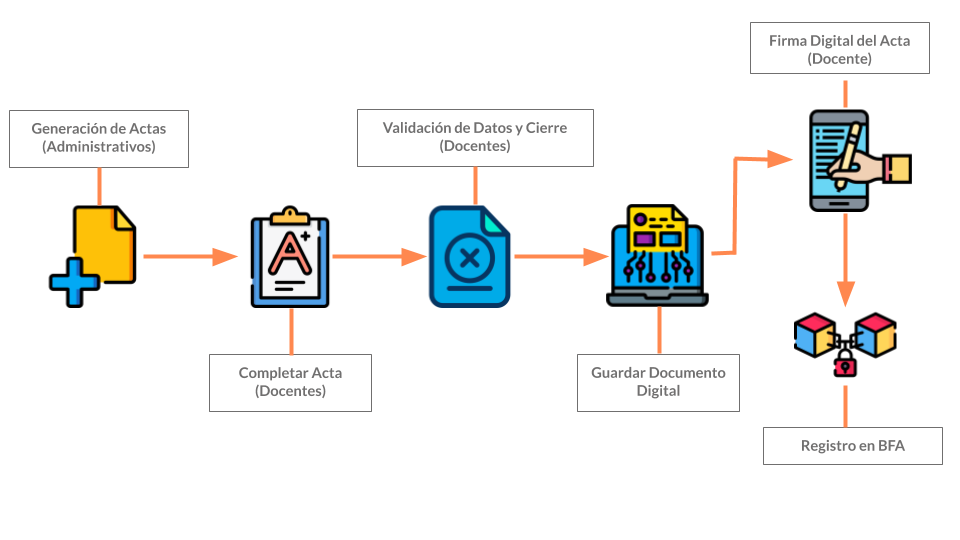 Generación de Actas
(Administrativos)
A
Completar Acta
(Docentes)
Validación de Datos y Cierre
(Docentes)
Guardar Documento
Digital
Firma Digital del Acta
(Docente)
Registro en BFA